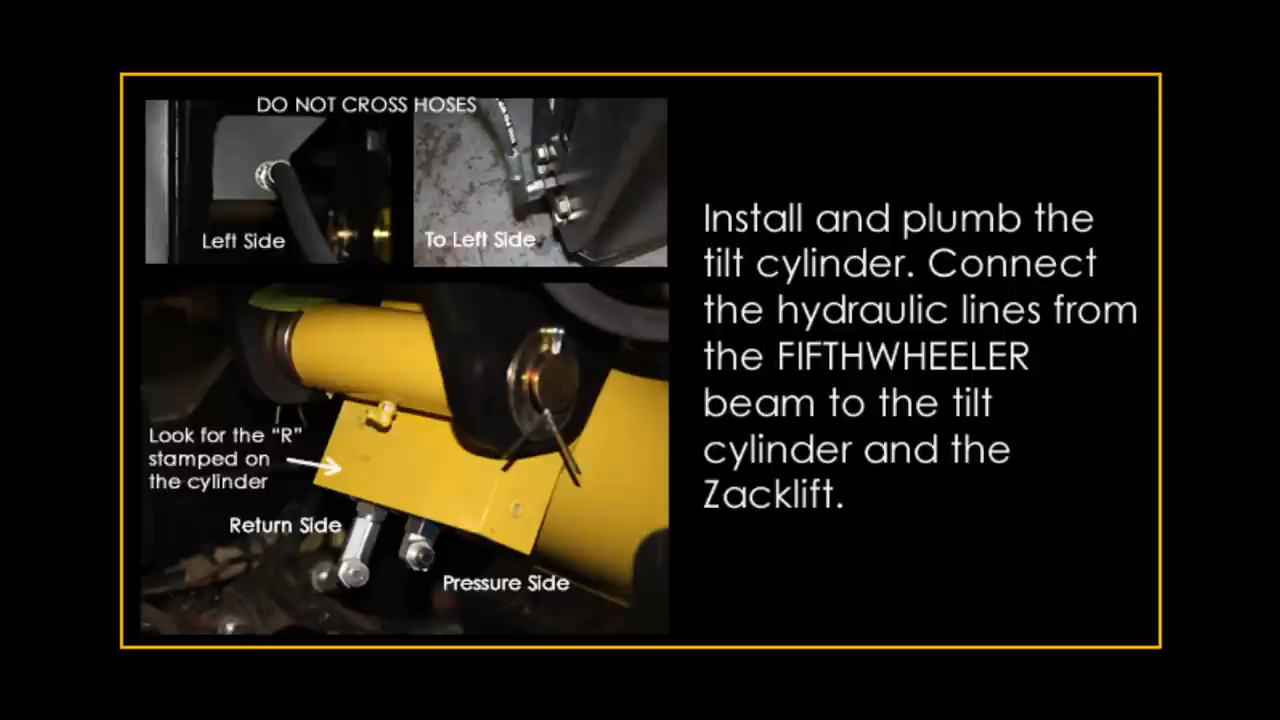 DO NOT CROSS HOSES
Left Side
To Left Side
Look for the “R”
stamped on
the cylinder
Return Side
Pressure Side
Install and plumb the
tilt cylinder. Connect
the hydraulic lines from
the FIFTHWHEELER
beam to the tilt
cylinder and the
Zacklift.